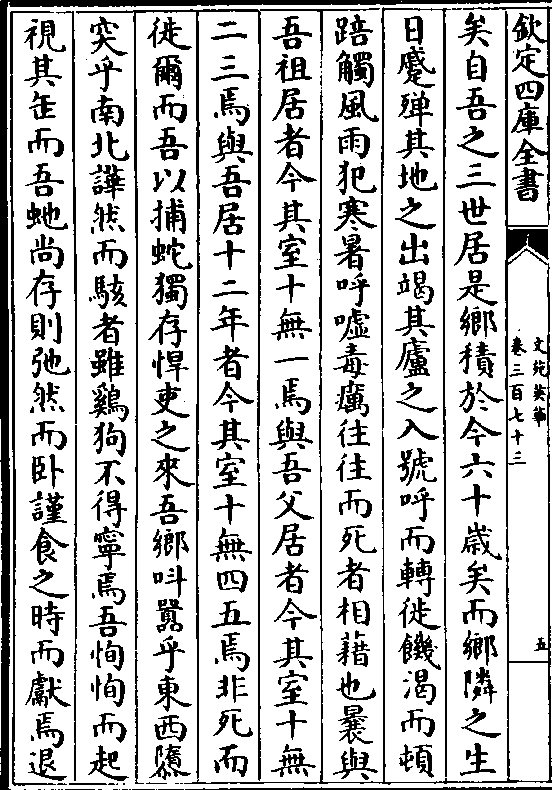 欽定四庫全書
文苑英華
卷三百七十三
五
矣自吾之三世居是鄉積於今六十歲矣而鄉隣之生
日蹙殫其地之出竭其廬之入號呼而轉徙饑渴而頓
踣觸風雨犯寒暑呼噓毒癘往往而死者相藉也曩與
吾祖居者今其室十無一焉與吾父居者今其室十無
二三焉與吾居十二年者今其室十無四五焉非死而
徙爾而吾以捕蛇獨存悍吏之來吾鄉呌囂乎東西隳
突乎南北譁然而駭者雖鷄狗不得寧焉吾恂恂而起
視其缶而吾虵尚存則弛然而卧謹食之時而獻焉退